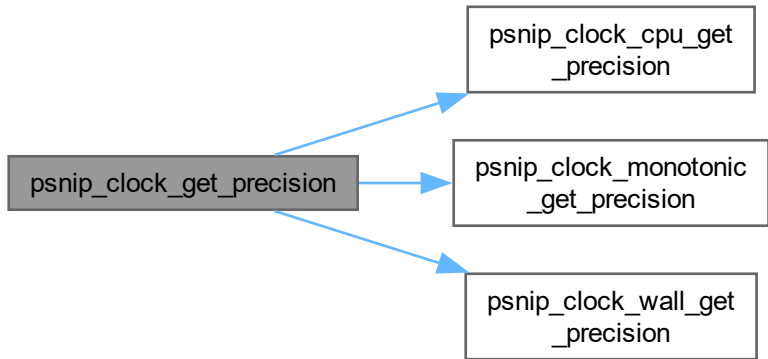 psnip_clock_cpu_get
_precision
psnip_clock_get_precision
psnip_clock_monotonic
_get_precision
psnip_clock_wall_get
_precision